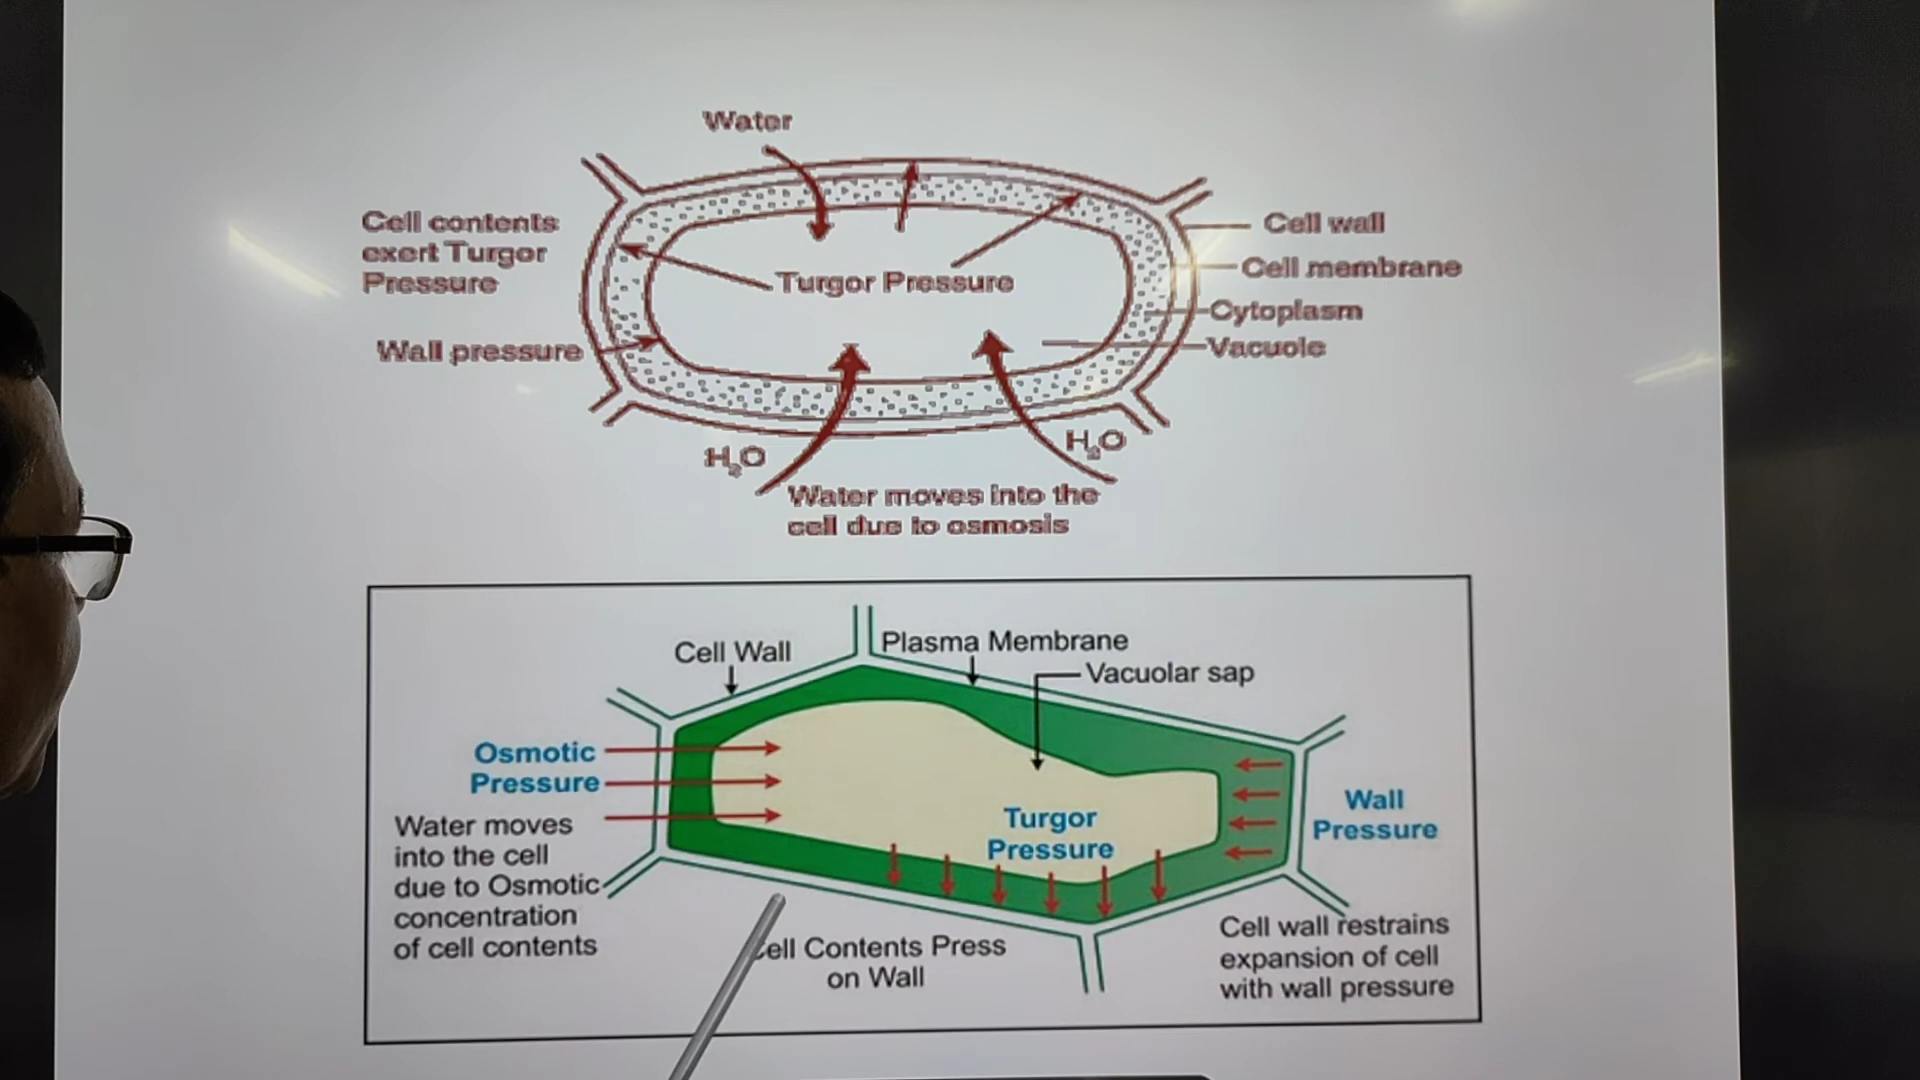 Water
Cell contents
exert Turgor
Pressure
Turgor Pressure
Wall pressure
Cell wall
Cell membrane
Cytoplasm
Vacuole
H₂O
H₂O
Water moves into the
cell due to osmosis
Cell Wall
Plasma Membrane
Vacuolar sap
Osmotic
Pressure
Water moves
into the cell
due to Osmotic
concentration
of cell contents
Turgor
Pressure
Wall
Pressure
Cell Contents Press
on Wall
Cell wall restrains
expansion of cell
with wall pressure